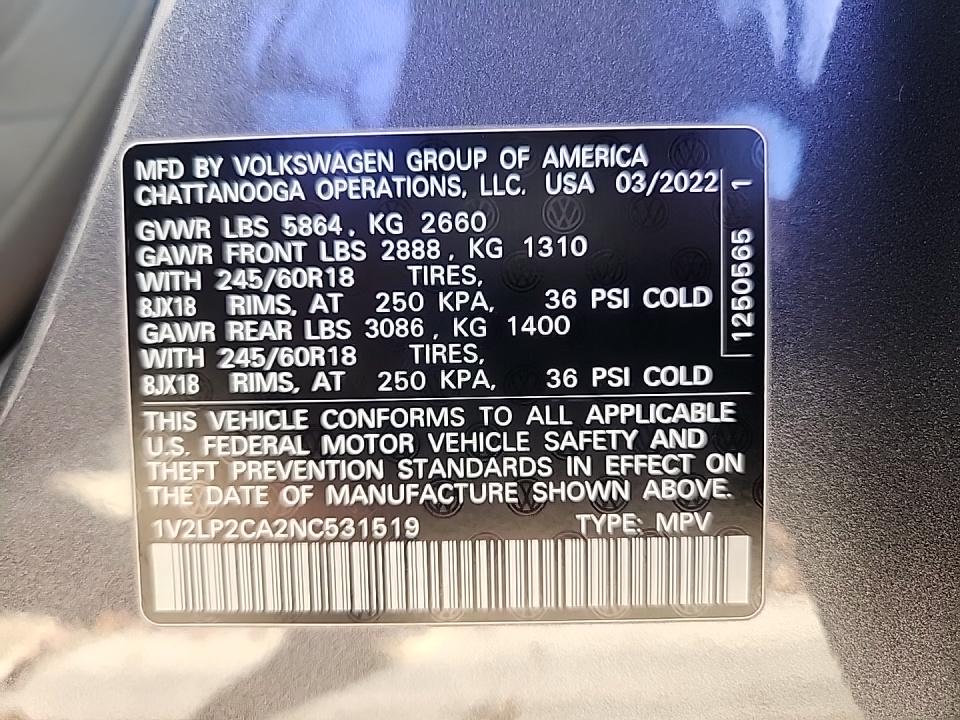 MFD BY VOLKSWAGEN GROUP OF AMERICA
CHATTANOOGA OPERATIONS, LLC. USA 03/2022
GVWR LBS 5864, KG 2660
GAWR FRONT LBS 2888, KG 1310
WITH 245/60R18 TIRES,
8JX18 RIMS, AT 250 KPA, 36 PSI COLD
GAWR REAR LBS 3086, KG 1400
WITH 245/60R18 TIRES,
8JX18 RIMS, AT 250 KPA, 36 PSI COLD
1250565 1
THIS VEHICLE CONFORMS TO ALL APPLICABLE
U.S. FEDERAL MOTOR VEHICLE SAFETY AND
THEFT PREVENTION STANDARDS IN EFFECT ON
THE DATE OF MANUFACTURE SHOWN ABOVE.
1V2LP2CA2NC531519 TYPE: MPV